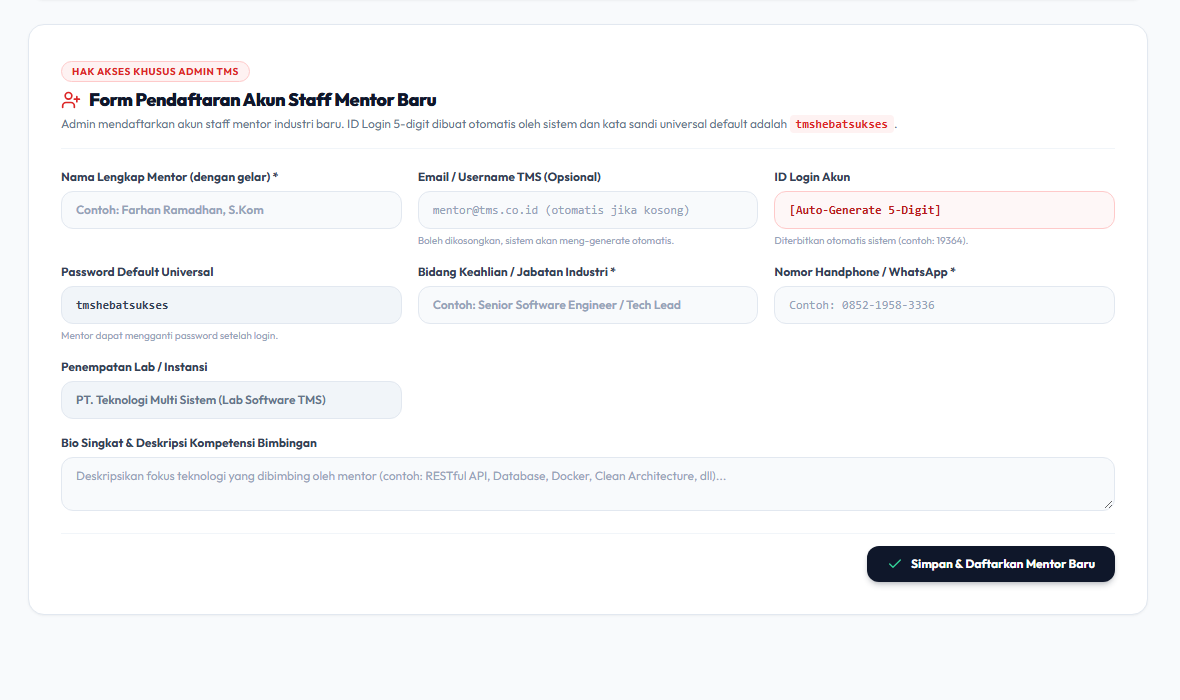 HAK AKSES KHUSUS ADMIN TMS
Form Pendaftaran Akun Staff Mentor Baru
Admin mendaftarkan akun staff mentor industri baru. ID Login 5-digit dibuat otomatis oleh sistem dan kata sandi universal default adalah tmshebatsukses .
Nama Lengkap Mentor (dengan gelar) *
Contoh: Farhan Ramadhan, S.Kom
Email / Username TMS (Opsional)
mentor@tms.co.id (otomatis jika kosong)
Boleh dikosongkan, sistem akan meng-generate otomatis.
ID Login Akun
[Auto-Generate 5-Digit]
Diterbitkan otomatis sistem (contoh: 19364).
Password Default Universal
tmshebatsukses
Mentor dapat mengganti password setelah login.
Bidang Keahlian / Jabatan Industri *
Contoh: Senior Software Engineer / Tech Lead
Nomor Handphone / WhatsApp *
Contoh: 0852-1958-3336
Penempatan Lab / Instansi
PT. Teknologi Multi Sistem (Lab Software TMS)
Bio Singkat & Deskripsi Kompetensi Bimbingan
Deskripsikan fokus teknologi yang dibimbing oleh mentor (contoh: RESTful API, Database, Docker, Clean Architecture, dll)...
Simpan & Daftarkan Mentor Baru